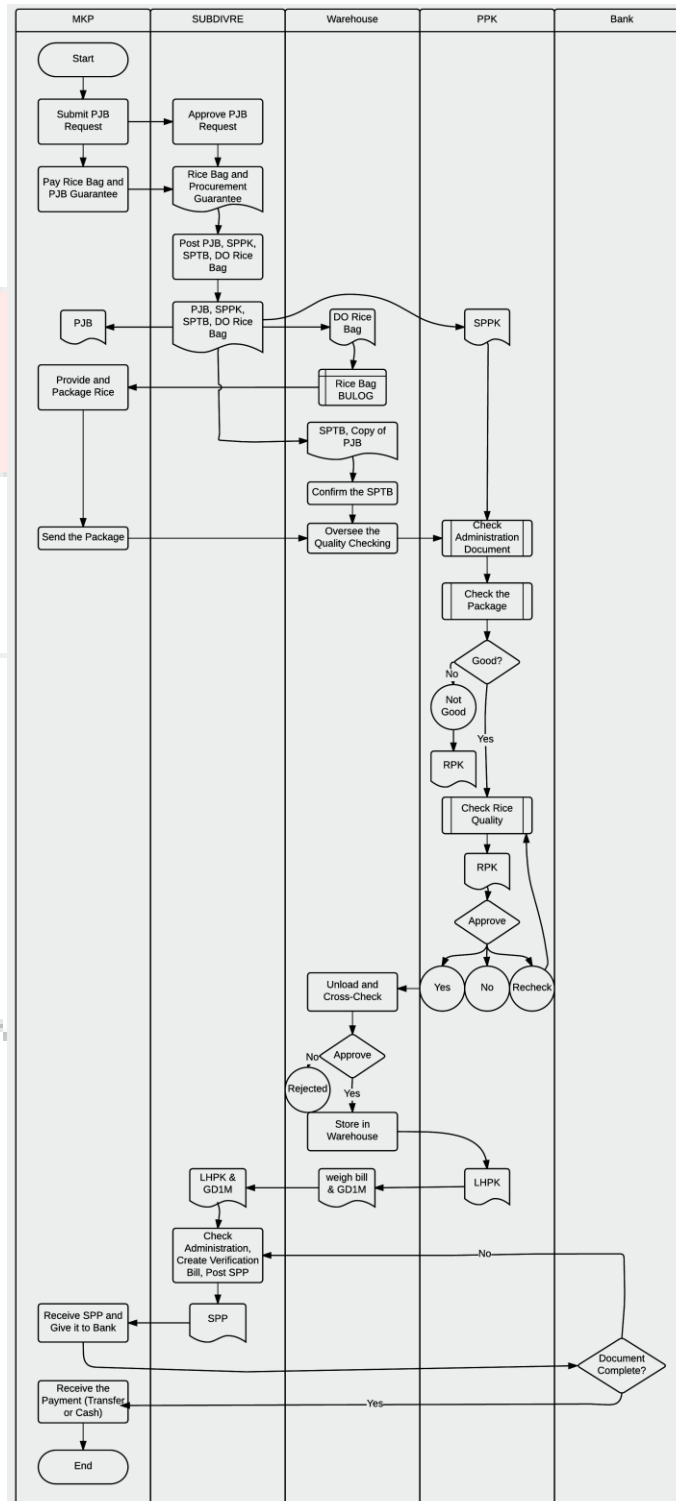 MKP
SUBDIVRE
Warehouse
PPK
Bank
Start
Submit PJB
Request
Approve PJB
Request
Pay Rice Bag and
PJB Guarantee
Rice Bag and
Procurement
Guarantee
Post PJB, SPPK,
SPTB, DO Rice
Bag
PJB
PJB, SPPK,
SPTB, DO Rice
Bag
DO Rice
Bag
SPPK
Provide and
Package Rice
Rice Bag
BULOG
SPTB, Copy of
PJB
Confirm the SPTB
Send the Package
Oversee the
Quality Checking
Check
Administration
Document
Check the
Package
Good?
No
Not
Good
Yes
RPK
Check Rice
Quality
RPK
Approve
Yes
No
Recheck
Unload and
Cross-Check
Approve
No
Rejected
Yes
Store in
Warehouse
LHPK &
GD1M
weigh bill
& GD1M
LHPK
Check
Administration,
Create Verification
Bill, Post SPP
No
Receive SPP and
Give it to Bank
SPP
Document
Complete?
Receive the
Payment (Transfer
or Cash)
Yes
End